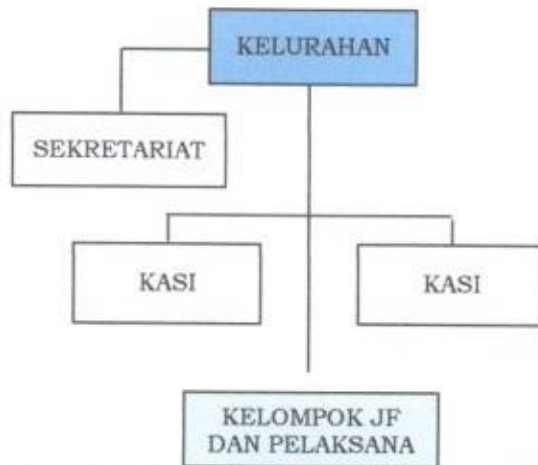 KELURAHAN
SEKRETARIAT
KASI
KASI
KELOMPOK JF
DAN PELAKSANA